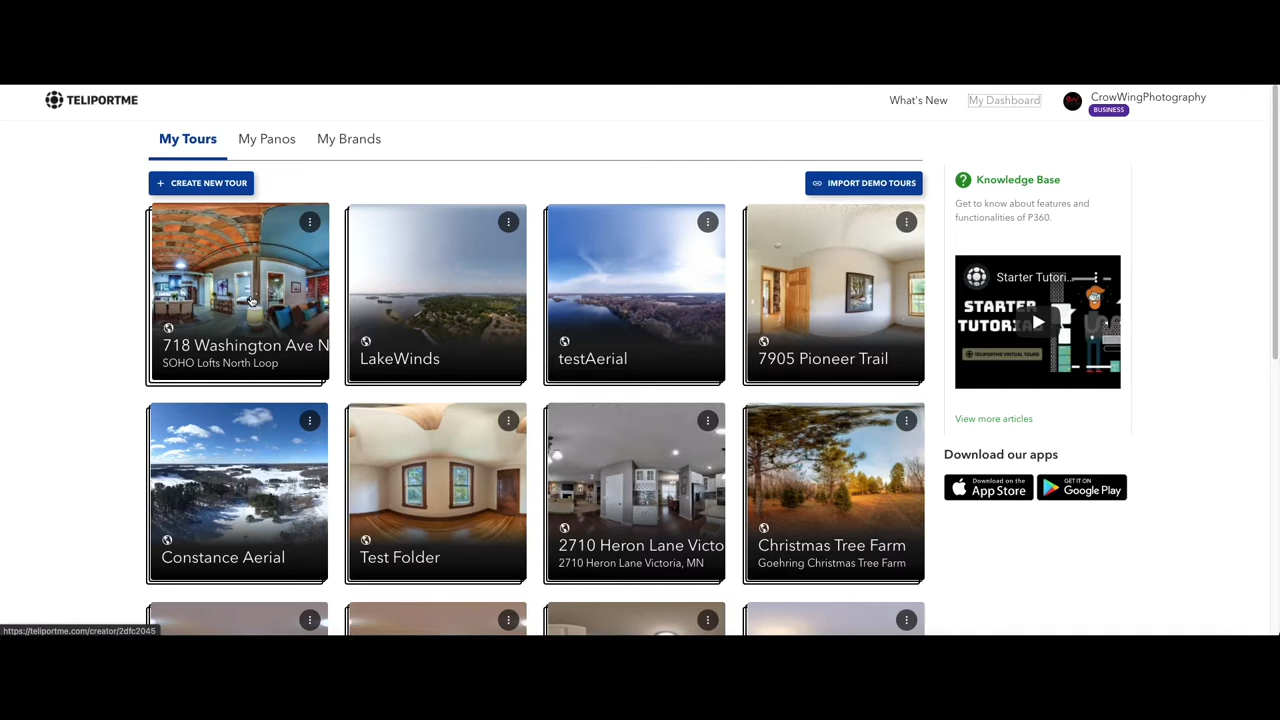 TELIPORTME
What's New
My Dashboard
CrowWingPhotography
BUSINESS
My Tours
My Panos
My Brands
+ CREATE NEW TOUR
IMPORT DEMO TOURS
718 Washington Ave N
SOHO Lofts North Loop
LakeWinds
testAerial
7905 Pioneer Trail
Constance Aerial
Test Folder
2710 Heron Lane Victo
2710 Heron Lane Victoria, MN
Christmas Tree Farm
Goehring Christmas Tree Farm
? Knowledge Base
Get to know about features and
functionalities of P360.
Starter Tutori...
STARTER
TUTORIA
TELIPORTME VIRTUAL TOURS
View more articles
Download our apps
Download on the
App Store
GET IT ON
Google Play
https://teliportme.com/creator/2dfc2045